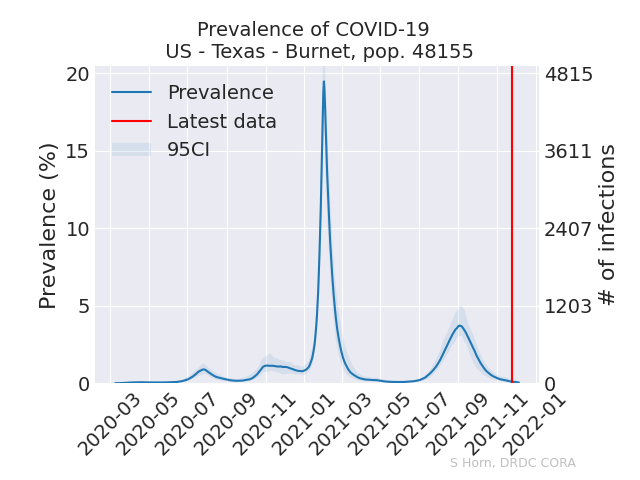 Prevalence of COVID-19
US - Texas - Burnet, pop. 48155
Prevalence
Latest data
95CI
Prevalence (%)
20
15
10
5
0
4815
3611
2407
1203
0
# of infections
2020-03
2020-05
2020-07
2020-09
2020-11
2021-01
2021-03
2021-05
2021-07
2021-09
2021-11
2022-01
S Horn, DRDC CORA